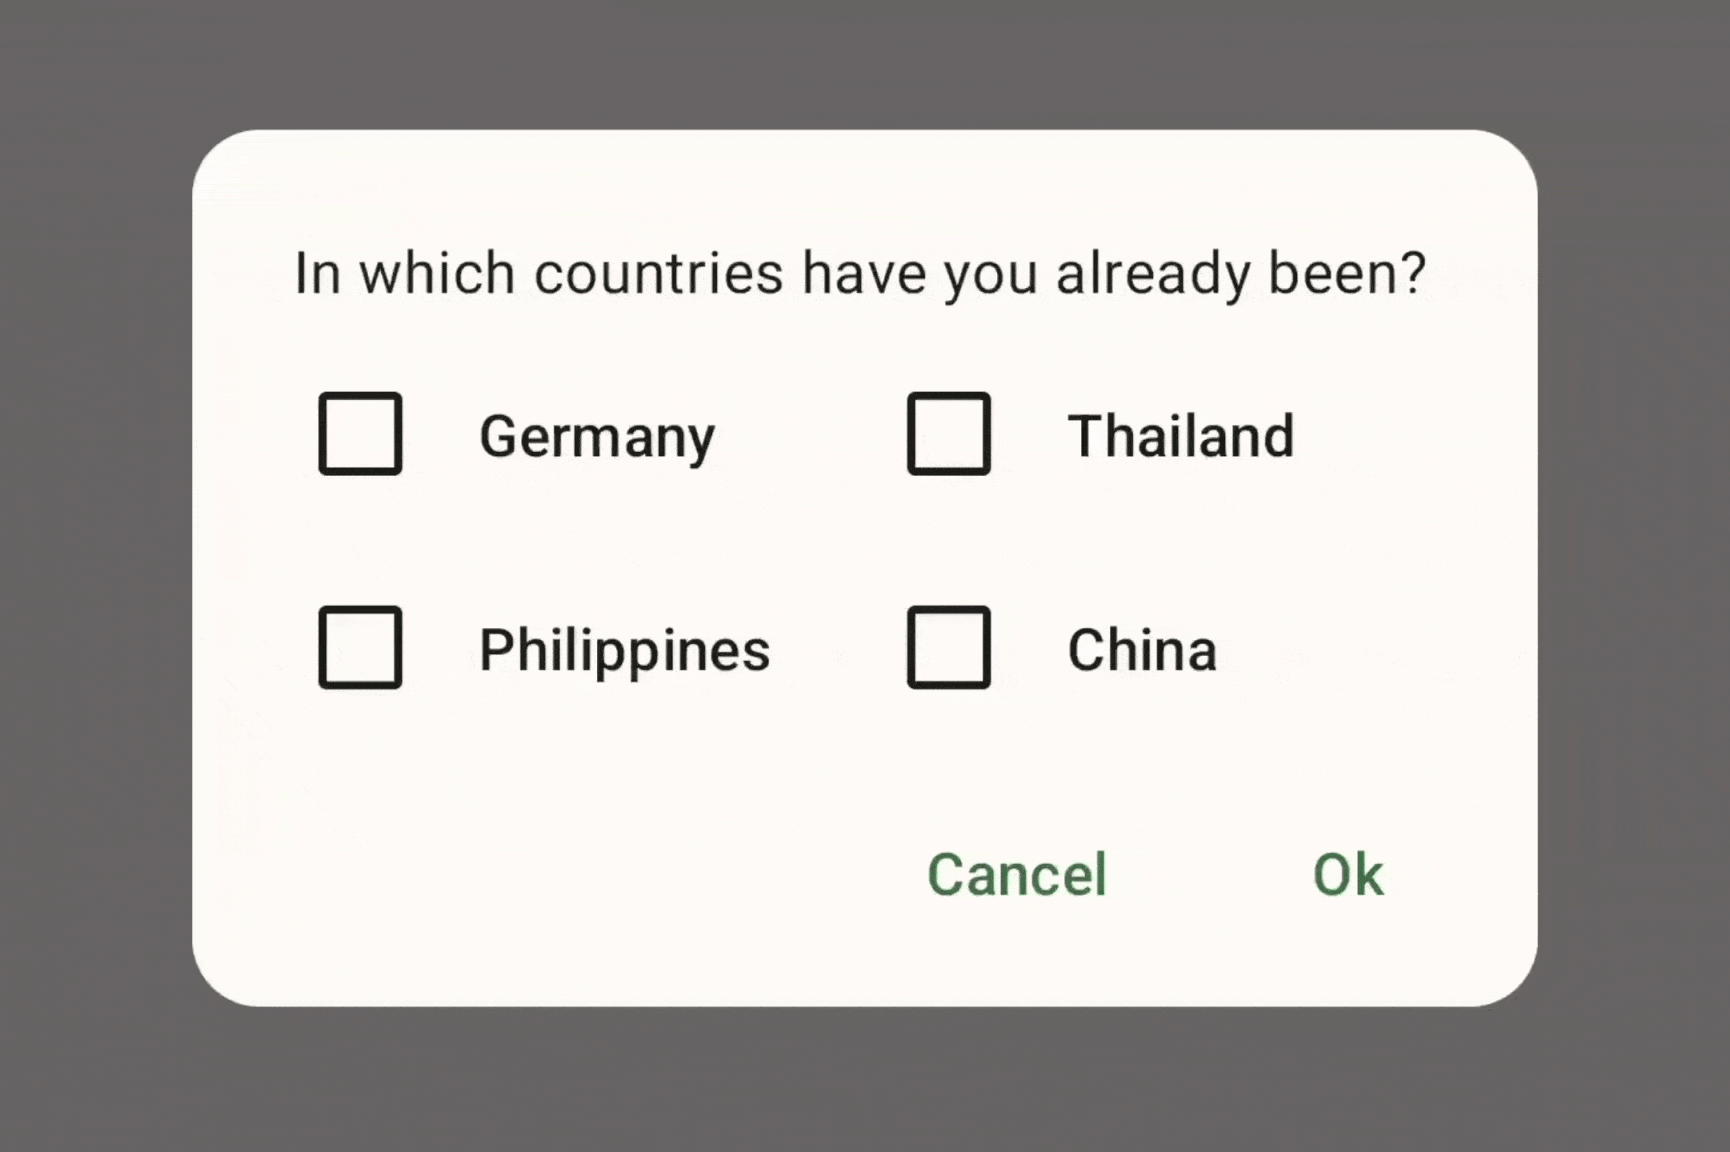 In which countries have you already been?
Germany
Thailand
Philippines
China
Cancel
Ok